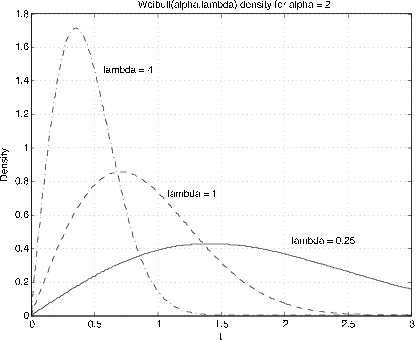 Weibull(alpha,lambda) density for alpha = 2
1.8
1.6
1.4
1.2
1
0.8
0.6
0.4
0.2
0
Density
lambda = 4
lambda = 1
lambda = 0.25
0
0.5
1
1.5
2
2.5
3
t